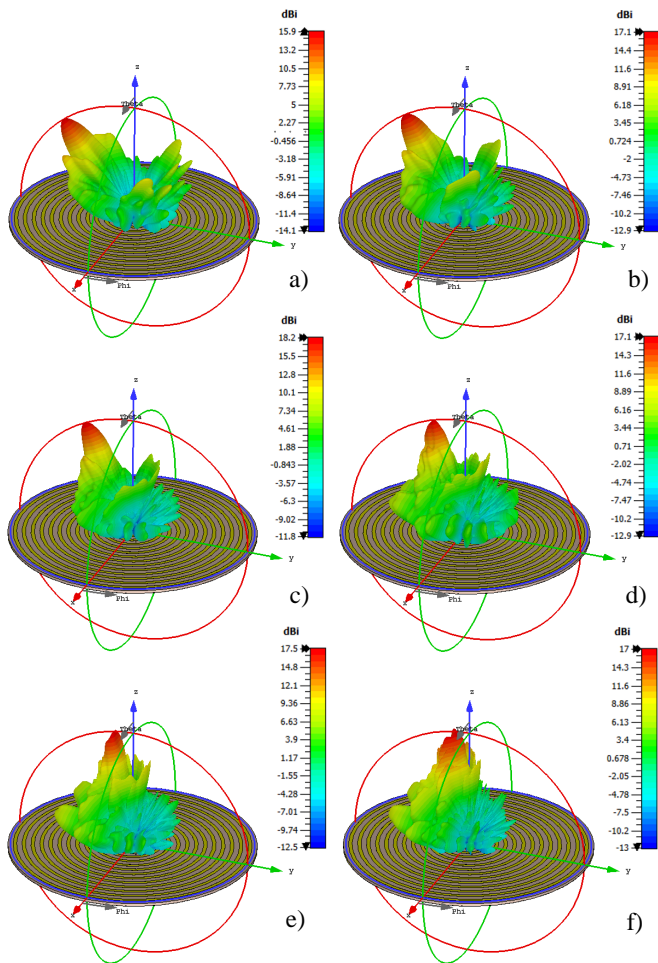 dBi
15.9
13.2
10.5
7.73
5
2.27
-0.456
-3.18
-5.91
-8.64
-11.4
-14.1
z
Theta
y
x
Phi
a)
dBi
17.1
14.4
11.6
9.91
9.18
6.45
3.45
0.724
-2
-4.73
-7.46
-10.2
-12.9
z
Theta
y
x
Phi
b)
dBi
18.2
15.5
12.8
10.1
7.34
4.61
1.88
-0.843
-3.57
-6.3
-9.02
-11.8
z
Theta
y
x
Phi
c)
dBi
17.1
14.3
11.6
8.89
6.16
3.44
0.71
-2.02
-4.74
-7.47
-10.2
-12.9
z
Theta
y
x
Phi
d)
dBi
17.5
14.8
12.1
9.36
6.63
3.9
1.17
-1.55
-4.28
-7.01
-9.74
-12.5
z
Theta
y
x
Phi
e)
dBi
17
14.3
11.6
8.86
6.13
3.41
0.678
-2.05
-4.78
-7.5
-10.2
-13
z
Theta
y
x
Phi
f)